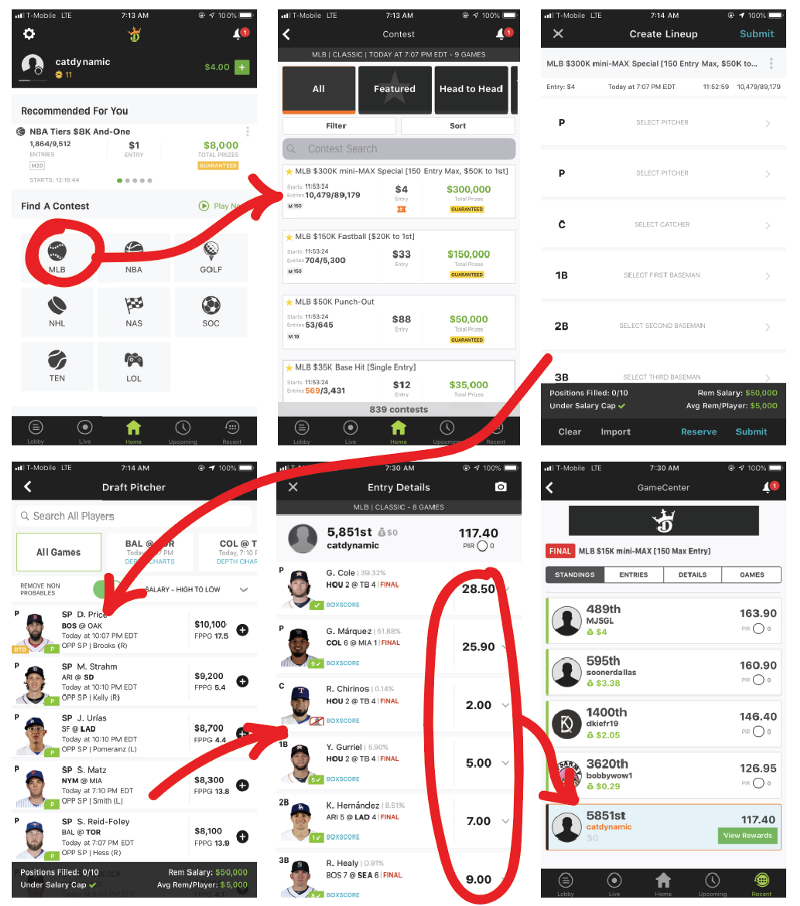 T-Mobile LTE 7:13 AM 100%
1
catdynamic
11
$4.00 +
Recommended For You
NBA Tiers $8K And-One
1,864/9,512
ENTRIES
$1
ENTRY
$8,000
TOTAL PRIZES
M20
GUARANTEED
STARTS: 12:16:44
Find A Contest
Play
MLB NBA GOLF
NHL NAS SOC
TEN LOL
Lobby Live Home Upcoming Recent
T-Mobile LTE 7:13 AM 100%
Contest
1
MLB | CLASSIC | TODAY AT 7:07 PM EDT - 9 GAMES
All Featured Head to Head
Filter Sort
Contest Search
MLB $300K mini-MAX Special [150 Entry Max, $50K to 1st]
Starts: 11:53:24
Entries: 10,479/89,179
M 150
$4
Entry
$300,000
Total Prizes
GUARANTEED
MLB $150K Fastball [$20K to 1st]
Starts: 11:53:24
Entries: 704/5,300
M 150
$33
Entry
$150,000
Total Prizes
GUARANTEED
MLB $50K Punch-Out
Starts: 11:53:24
Entries: 53/645
M 19
$88
Entry
$50,000
Total Prizes
GUARANTEED
MLB $35K Base Hit [Single Entry]
Starts: 11:53:24
Entries: 569/3,431
$12
Entry
$35,000
Total Prizes
839 contests
Lobby Live Home Upcoming Recent
T-Mobile LTE 7:14 AM 100%
Create Lineup Submit
MLB $300K mini-MAX Special [150 Entry Max, $50K to...
Entry: $4 Today at 7:07 PM EDT 11:52:59 10,479/89,179
P SELECT PITCHER
P SELECT PITCHER
C SELECT CATCHER
1B SELECT FIRST BASEMAN
2B SELECT SECOND BASEMAN
3B SELECT THIRD BASEMAN
Positions Filled: 0/10 Rem Salary: $50,000
Under Salary Cap Avg Rem/Player: $5,000
Clear Import Reserve Submit
T-Mobile LTE 7:14 AM 100%
Draft Pitcher
Search All Players
All Games
BAL @
DEPTH CHARTS
COL @ T
Today, 7:10 P
DEPTH CHAR
REMOVE NON
PROBABLES
SALARY - HIGH TO LOW
P SP D. Price
BOS @ OAK
Today at 10:07 PM EDT
OPP SP | Brooks (R)
DTD P
$10,100
FPPG 17.5
P SP M. Strahm
ARI @ SD
Today at 10:10 PM EDT
OPP SP | Kelly (R)
P
$9,200
FPPG 5.4
P SP J. Urías
SF @ LAD
Today at 10:10 PM EDT
OPP SP | Pomeranz (L)
P
$8,700
FPPG 4.4
P SP S. Matz
NYM @ MIA
Today at 7:10 PM EDT
OPP SP | Smith (L)
P
$8,300
FPPG 13.8
P SP S. Reid-Foley
BAL @ TOR
Today at 7:07 PM EDT
OPP SP | Hess (R)
P
$8,100
FPPG 13.9
Positions Filled: 0/10 Rem Salary: $50,000
Under Salary Cap Avg Rem/Player: $5,000
T-Mobile LTE 7:30 AM 100%
Entry Details
MLB | CLASSIC - 8 GAMES
5,851st $0
catdynamic
117.40
PIR 0
P G. Cole | 39.32%
HOU 2 @ TB 4 | FINAL
BOXSCORE
28.50
P G. Márquez | 51.88%
COL 6 @ MIA 1 | FINAL
BOXSCORE
25.90
C R. Chirinos | 0.14%
HOU 2 @ TB 4 | FINAL
BOXSCORE
2.00
1B Y. Gurriel | 5.90%
HOU 2 @ TB 4 | FINAL
5 BOXSCORE
5.00
2B K. Hernández | 8.51%
ARI 5 @ LAD 4 | FINAL
1 BOXSCORE
7.00
3B R. Healy | 0.91%
BOS 7 @ SEA 6 | FINAL
BOXSCORE
9.00
T-Mobile LTE 7:30 AM 100%
GameCenter
1
FINAL MLB $15K mini-MAX [150 Max Entry]
STANDINGS ENTRIES DETAILS GAMES
489th
MJSGL
$4
163.90
PIR 0
595th
soonerdallas
$3.38
160.90
PIR 0
1400th
dkiefr19
$2.05
146.40
PIR 0
3620th
bobbywow1
$0.29
126.95
PIR 0
5851st
catdynamic
$0
117.40
View Rewards
Lobby Live Home Upcoming Recent